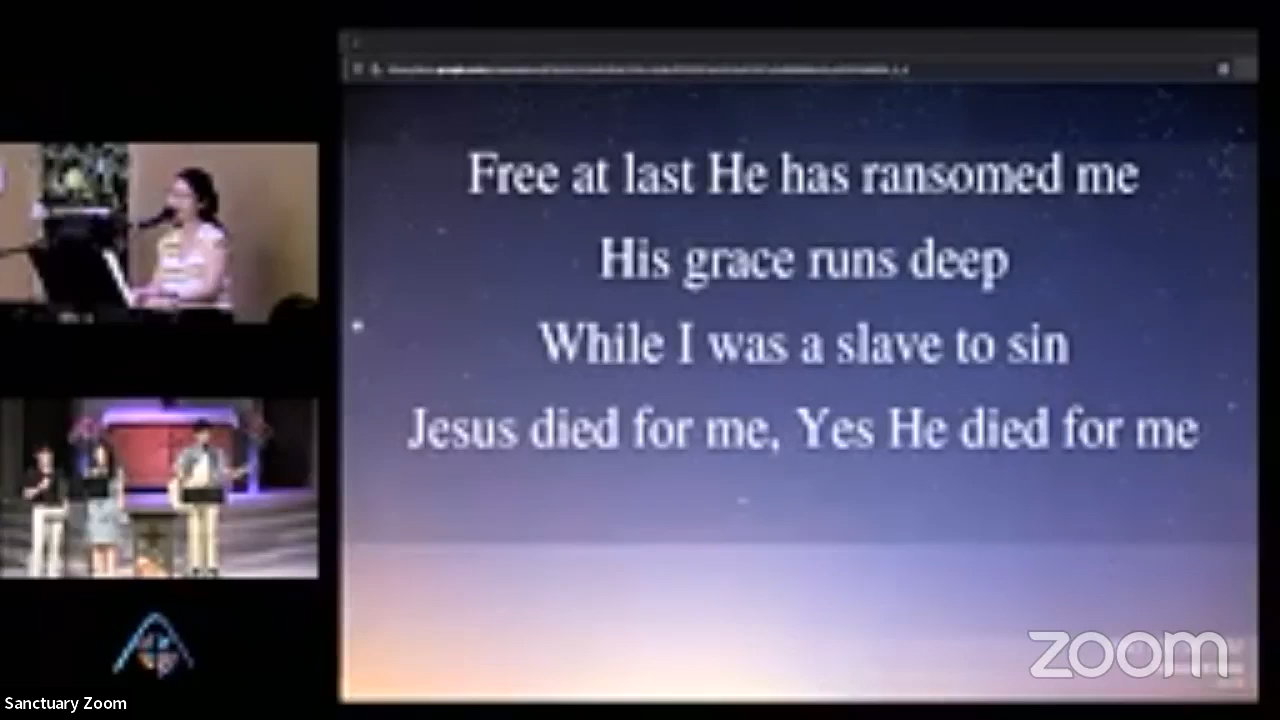 Free at last He has ransomed me
His grace runs deep
While I was a slave to sin
Jesus died for me, Yes He died for me
zoom
Sanctuary Zoom